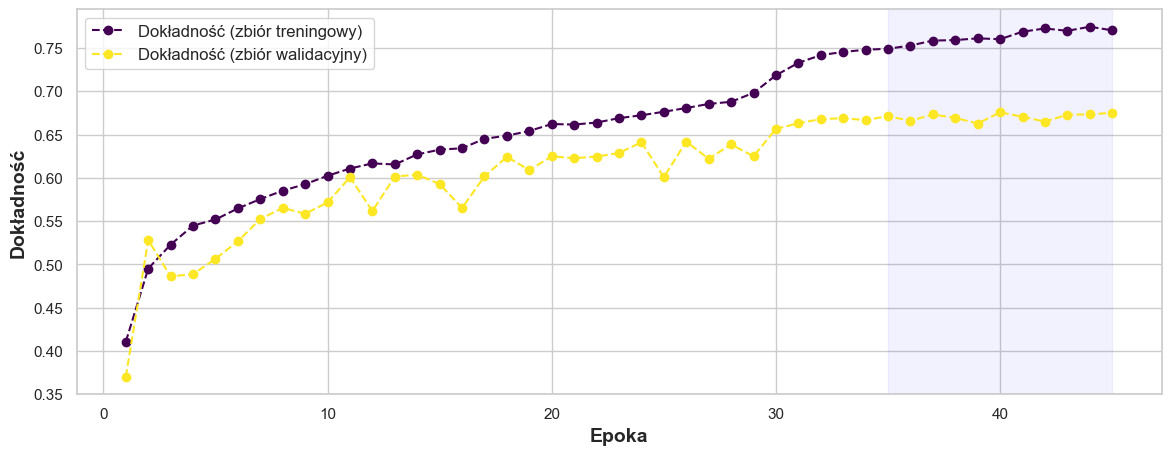 Dokładność (zbiór treningowy)
Dokładność (zbiór walidacyjny)
Dokładność
0.75
0.70
0.65
0.60
0.55
0.50
0.45
0.40
0.35
0 10 20 30 40
Epoka